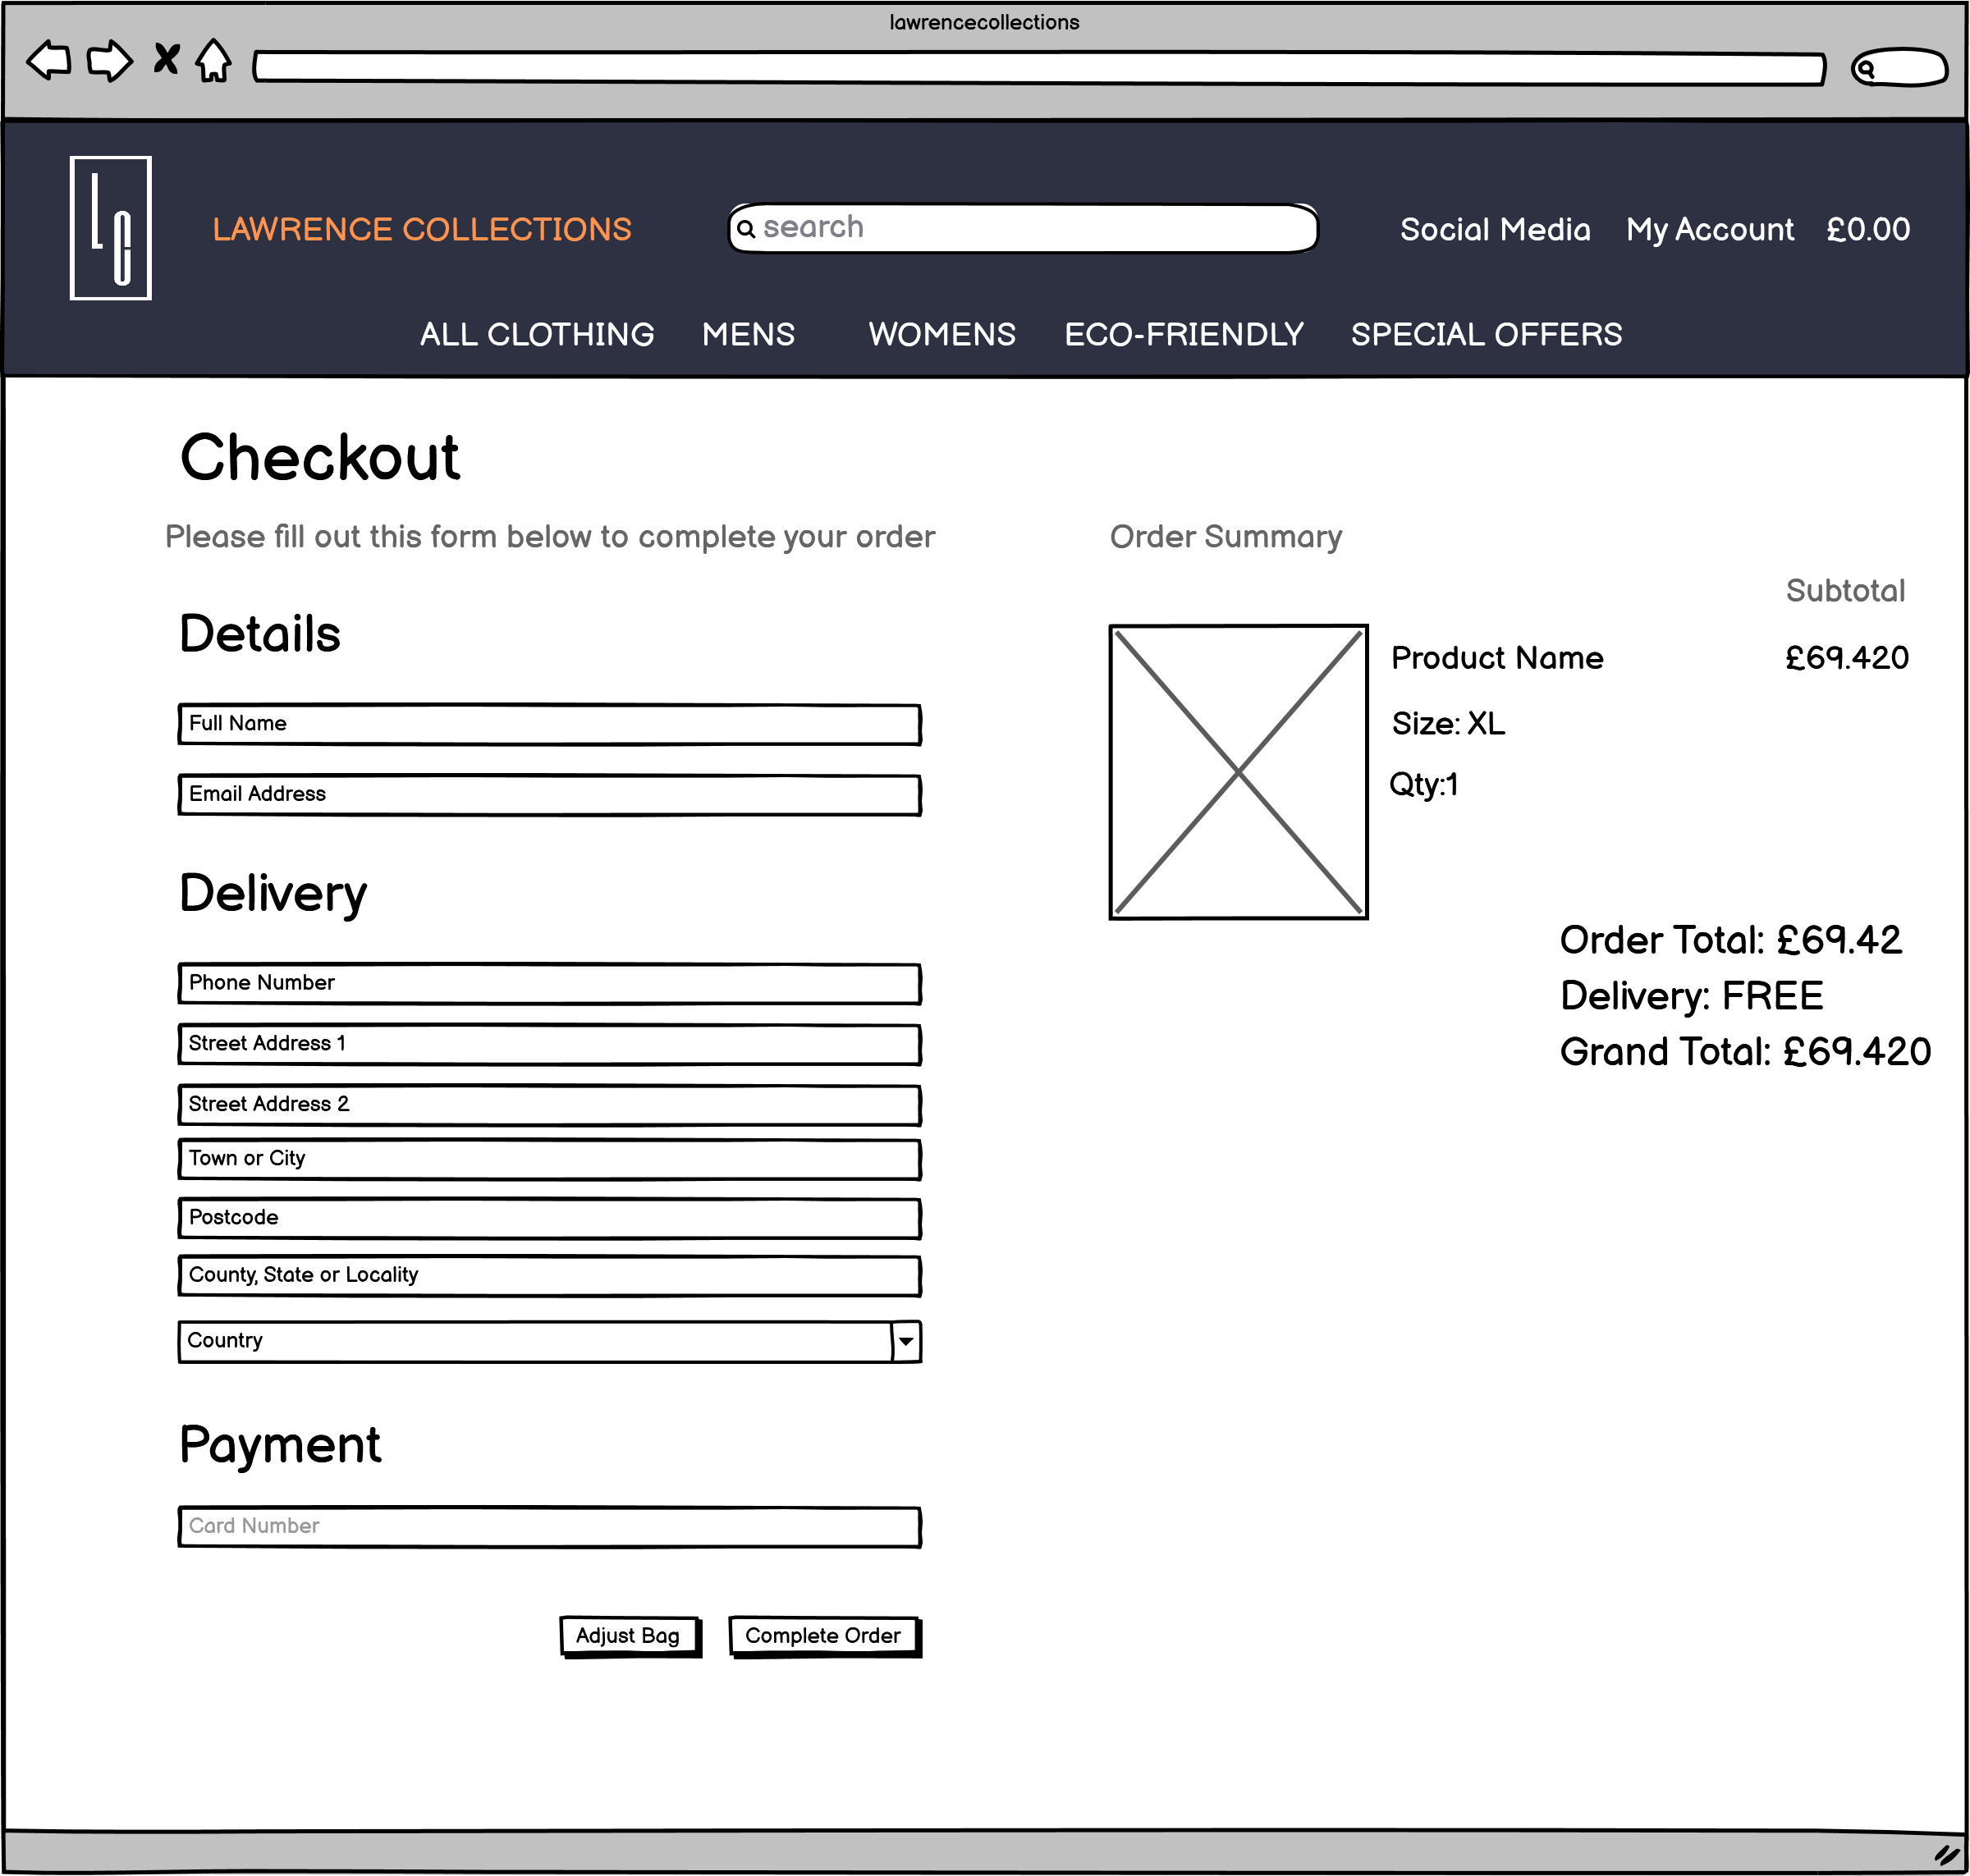 lawrencecollections
LC
LAWRENCE COLLECTIONS
search
Social Media
My Account
£0.00
ALL CLOTHING
MENS
WOMENS
ECO-FRIENDLY
SPECIAL OFFERS
Checkout
Please fill out this form below to complete your order
Details
Full Name
Email Address
Delivery
Phone Number
Street Address 1
Street Address 2
Town or City
Postcode
County, State or Locality
Country
Payment
Card Number
Adjust Bag
Complete Order
Order Summary
Subtotal
Product Name
£69.420
Size: XL
Qty:1
Order Total: £69.42
Delivery: FREE
Grand Total: £69.420